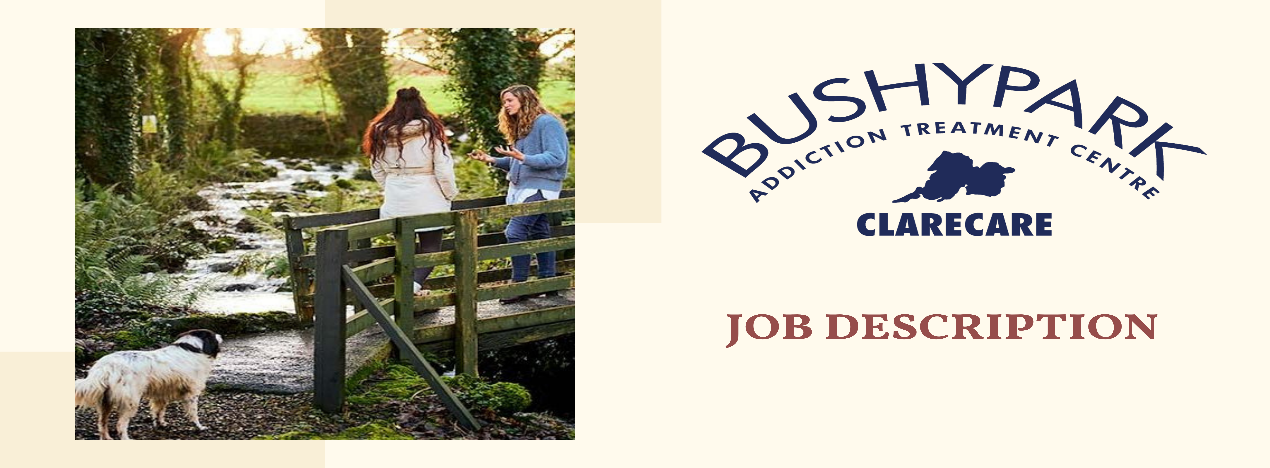 BUSHYPARK
ADDICTION TREATMENT CENTRE
CLARECARE
JOB DESCRIPTION